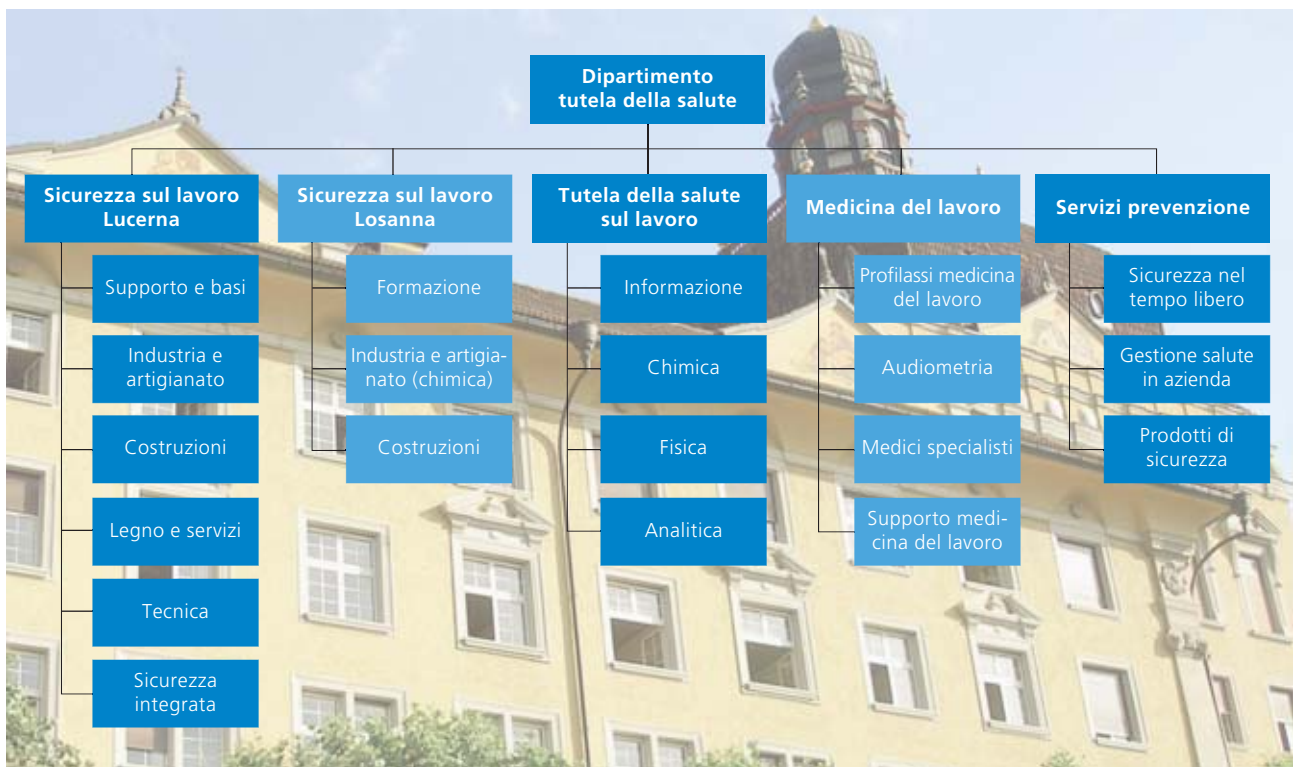 Dipartimento
tutela della salute
Sicurezza sul lavoro
Lucerna
Supporto e basi
Industria e
artigianato
Costruzioni
Legno e servizi
Tecnica
Sicurezza
integrata
Sicurezza sul lavoro
Losanna
Formazione
Industria e artigia-
nato (chimica)
Costruzioni
Tutela della salute
sul lavoro
Informazione
Chimica
Fisica
Analitica
Medicina del lavoro
Profilassi medicina
del lavoro
Audiometria
Medici specialisti
Supporto medi-
cina del lavoro
Servizi prevenzione
Sicurezza nel
tempo libero
Gestione salute
in azienda
Prodotti di
sicurezza